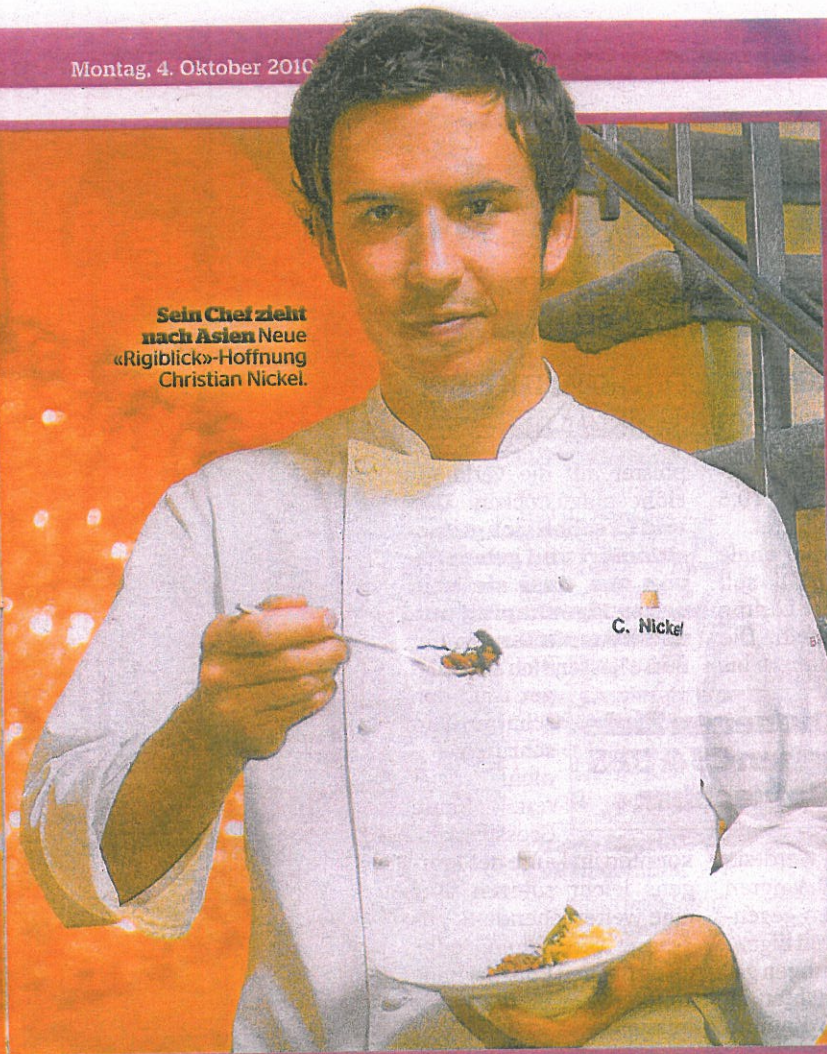 Montag, 4. Oktober 2010
Sein Chef zieht
nach Asien Neue
«Rigiblick»-Hoffnung
Christian Nickel.
C. Nickel